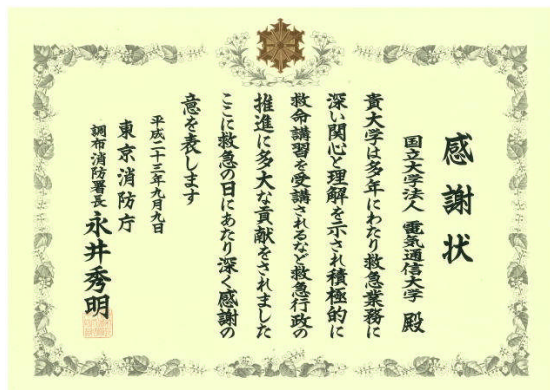 感謝状
国立大学法人 電気通信大学 殿
貴大学は多年にわたり救急業務に
深い関心と理解を示され積極的に
救命講習を受講されるなど救急行政の
推進に多大な貢献をされました
ここに救急の日にあたり深く感謝の
意を表します
平成二十三年九月九日
東京消防庁
調布消防署長 永井秀明